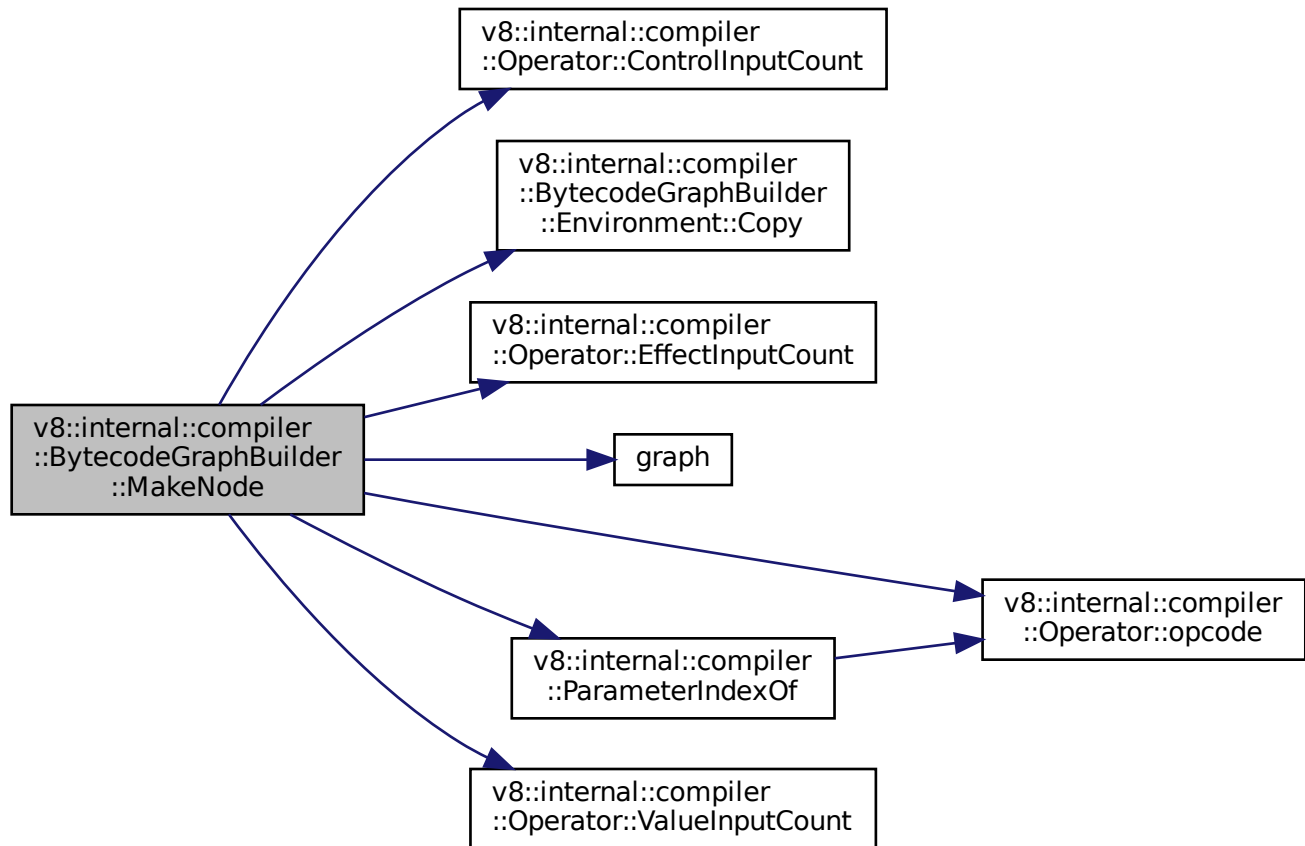 v8::internal::compiler
::Operator::ControlInputCount
v8::internal::compiler
::BytecodeGraphBuilder
::Environment::Copy
v8::internal::compiler
::Operator::EffectInputCount
v8::internal::compiler
::BytecodeGraphBuilder
::MakeNode
graph
v8::internal::compiler
::Operator::opcode
v8::internal::compiler
::ParameterIndexOf
v8::internal::compiler
::Operator::ValueInputCount